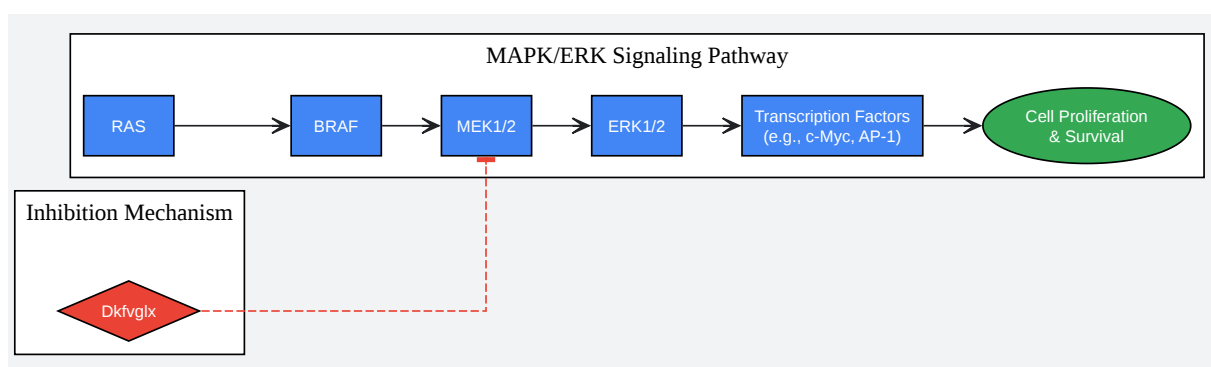 MAPK/ERK Signaling Pathway
RAS
BRAF
MEK1/2
ERK1/2
Transcription Factors
(e.g., c-Myc, AP-1)
Cell Proliferation
& Survival
Inhibition Mechanism
Dkfvglx